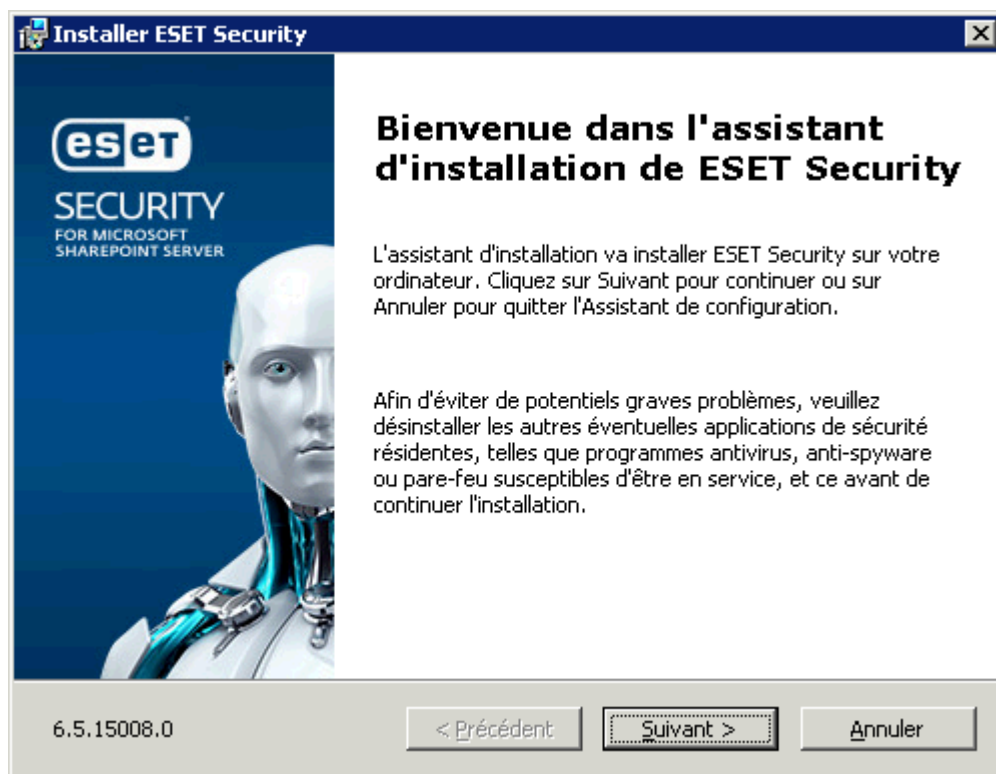 Installer ESET Security
eseT
SECURITY
FOR MICROSOFT
SHAREPOINT SERVER
Bienvenue dans l'assistant
d'installation de ESET Security
L'assistant d'installation va installer ESET Security sur votre
ordinateur. Cliquez sur Suivant pour continuer ou sur
Annuler pour quitter l'Assistant de configuration.
Afin d'éviter de potentiels graves problèmes, veuillez
désinstaller les autres éventuelles applications de sécurité
résidentes, telles que programmes antivirus, anti-spyware
ou pare-feu susceptibles d'être en service, et ce avant de
continuer l'installation.
6.5.15008.0
< Précédent
Suivant >
Annuler